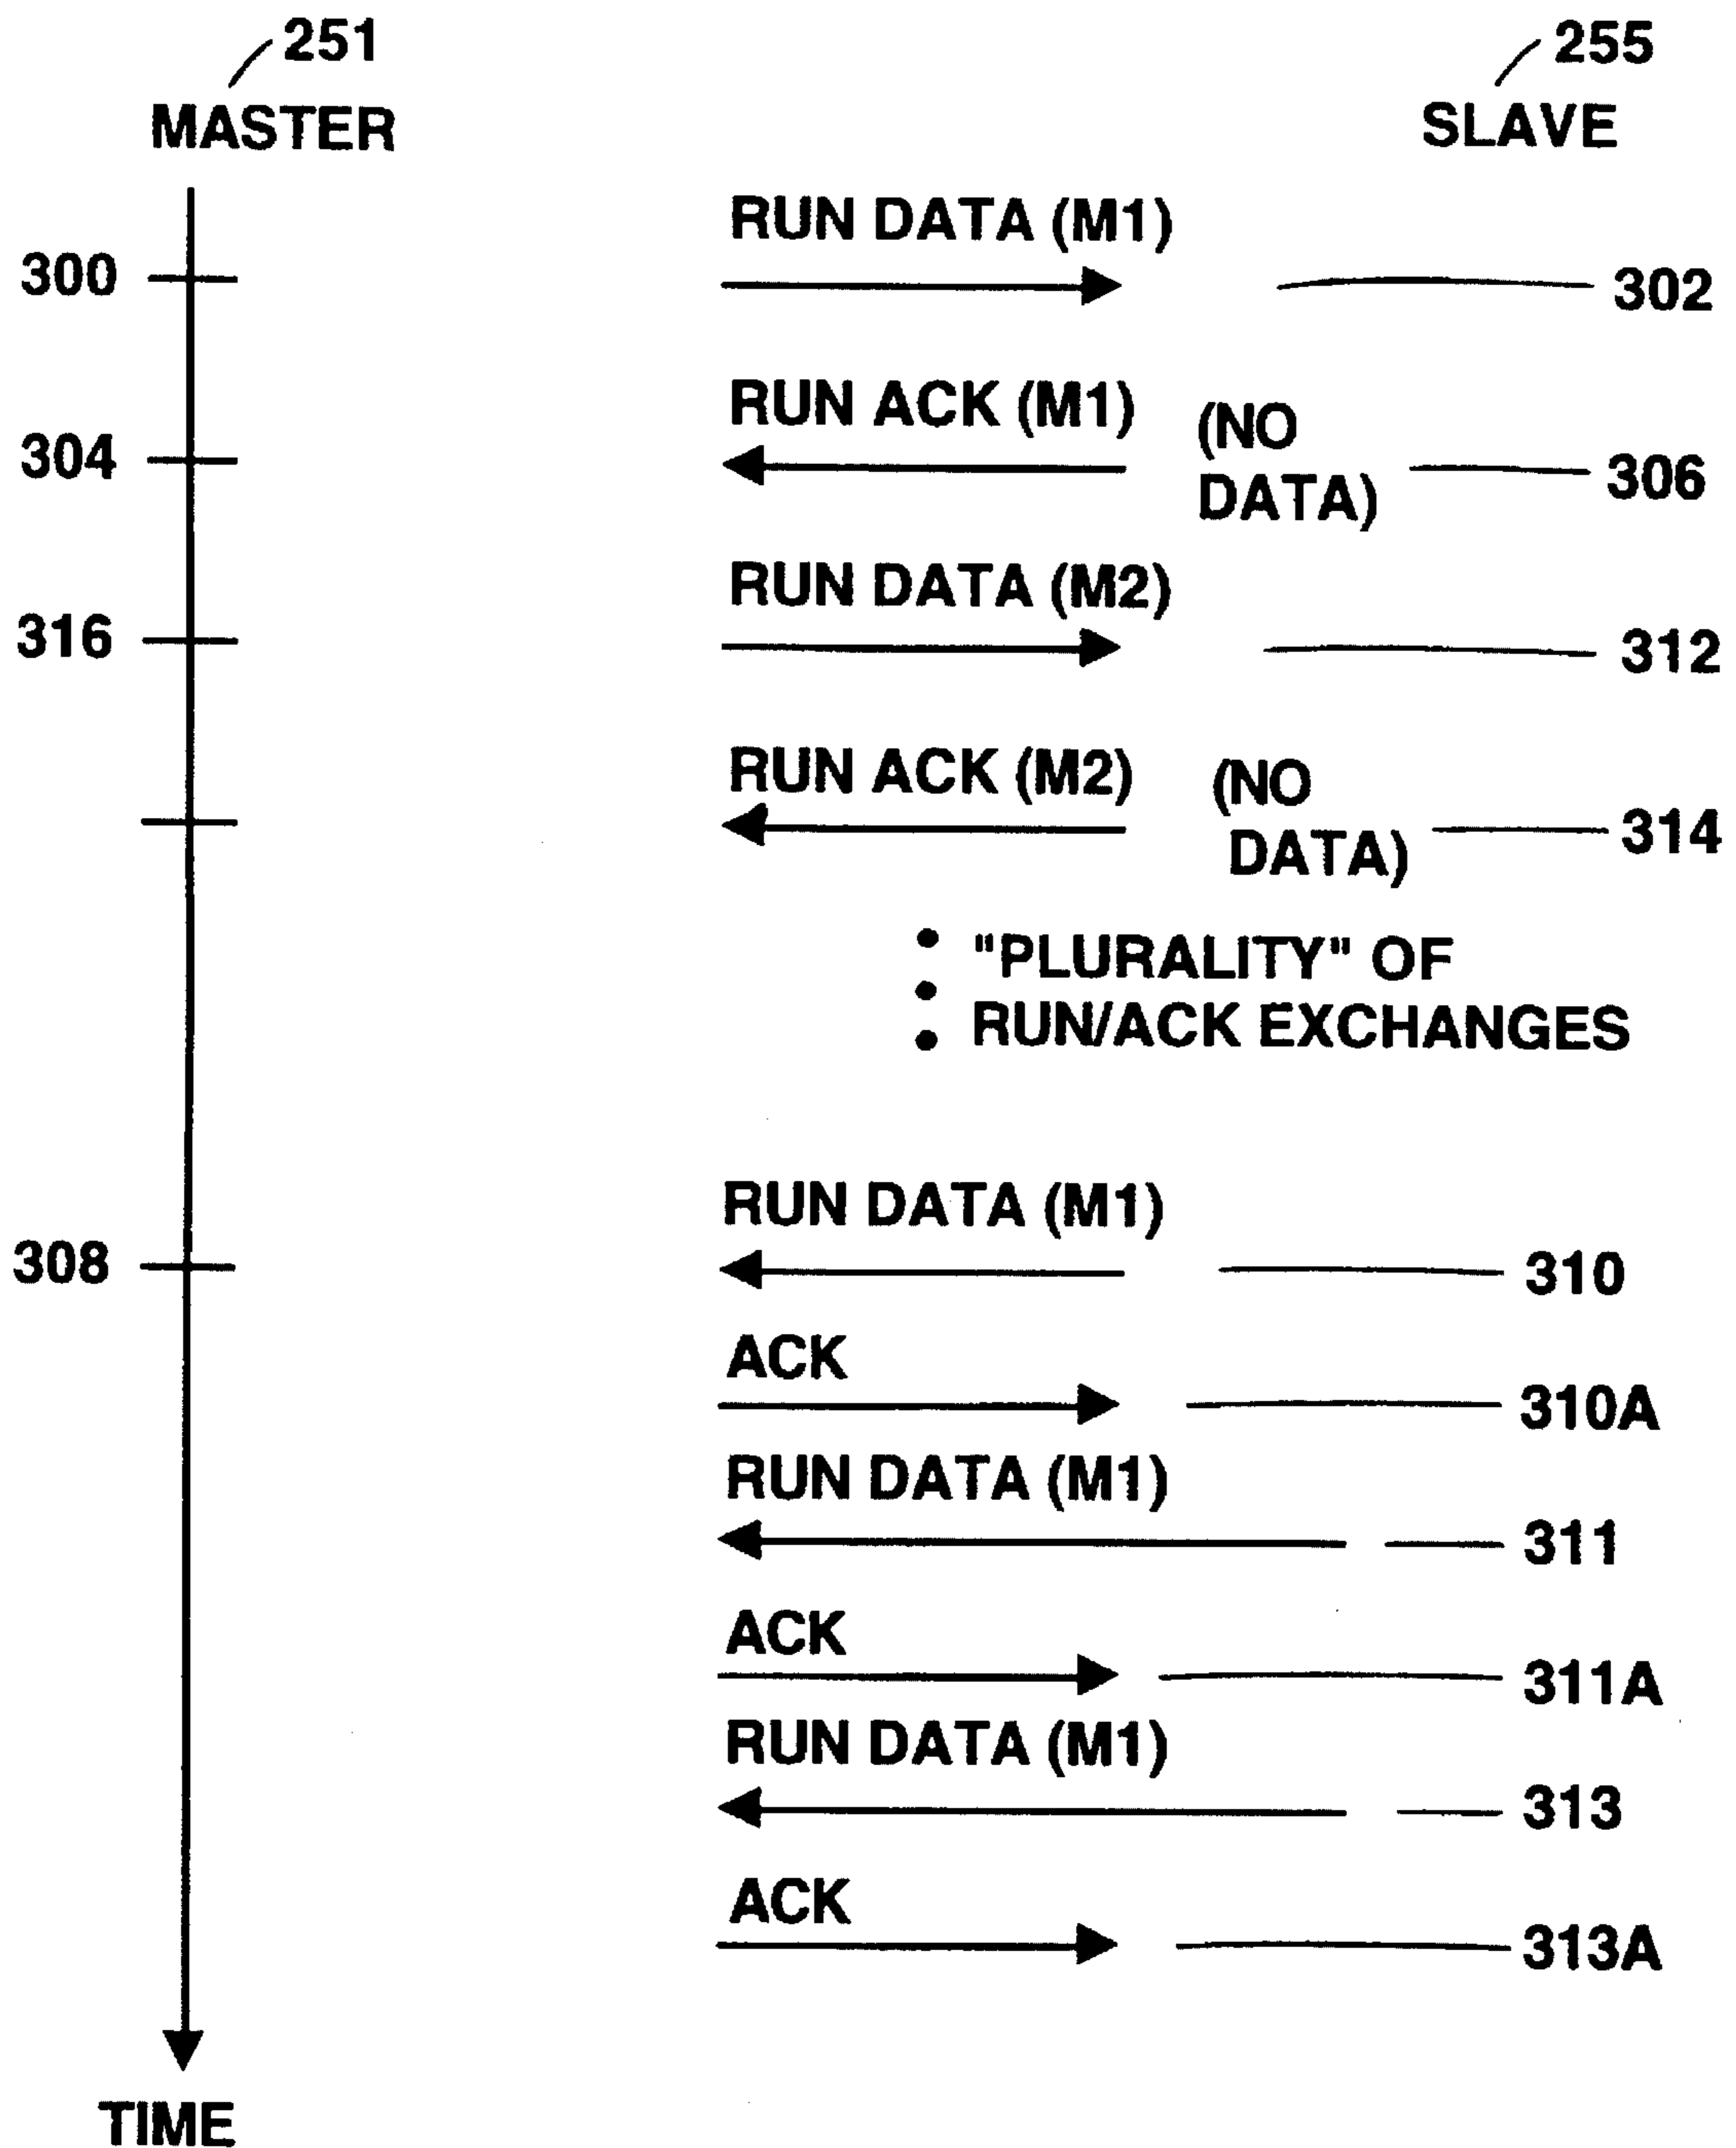 251
255
MASTER
SLAVE
RUN DATA (M1)
300
302
RUN ACK (M1)
(NO
DATA)
304
306
RUN DATA (M2)
316
312
RUN ACK (M2)
(NO
DATA)
314
"PLURALITY" OF
RUN/ACK EXCHANGES
RUN DATA (M1)
308
310
ACK
310A
RUN DATA (M1)
311
ACK
311A
RUN DATA (M1)
313
ACK
313A
TIME